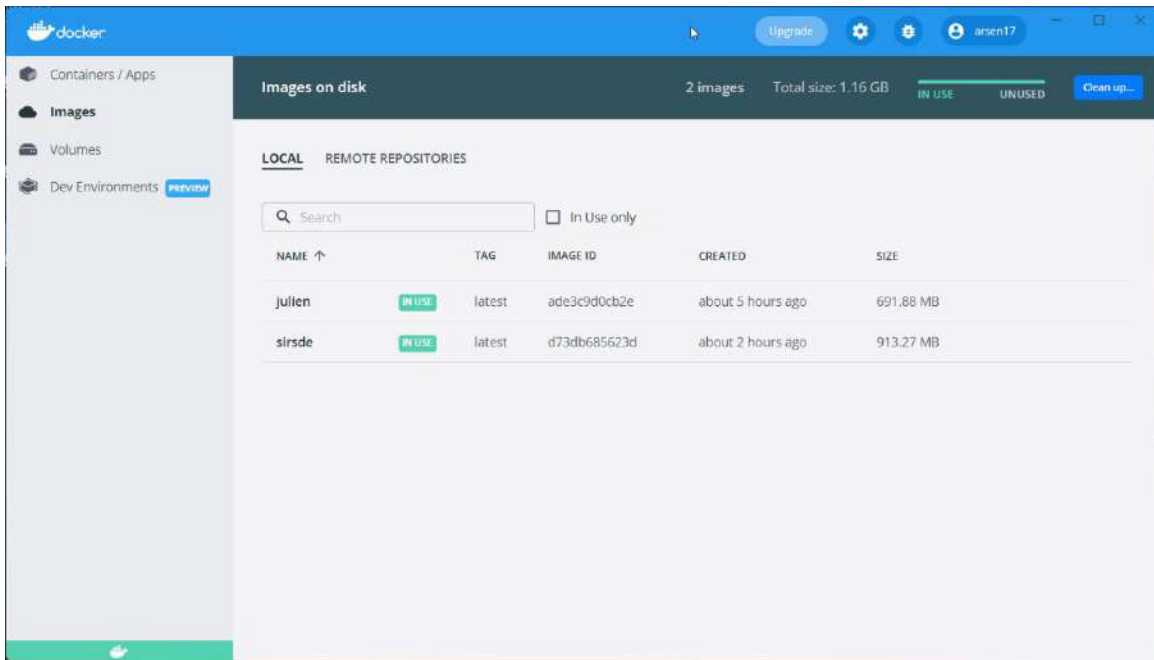 docker
Upgrade
arsen17
Containers / Apps
Images
Volumes
Dev Environments PREVIEW
Images on disk
2 images Total size: 1.16 GB IN USE UNUSED Clean up...
LOCAL REMOTE REPOSITORIES
Search In Use only
NAME ↑ TAG IMAGE ID CREATED SIZE
julien IN USE latest ade3c9d0cb2e about 5 hours ago 691.88 MB
sirsde IN USE latest d73db685623d about 2 hours ago 913.27 MB